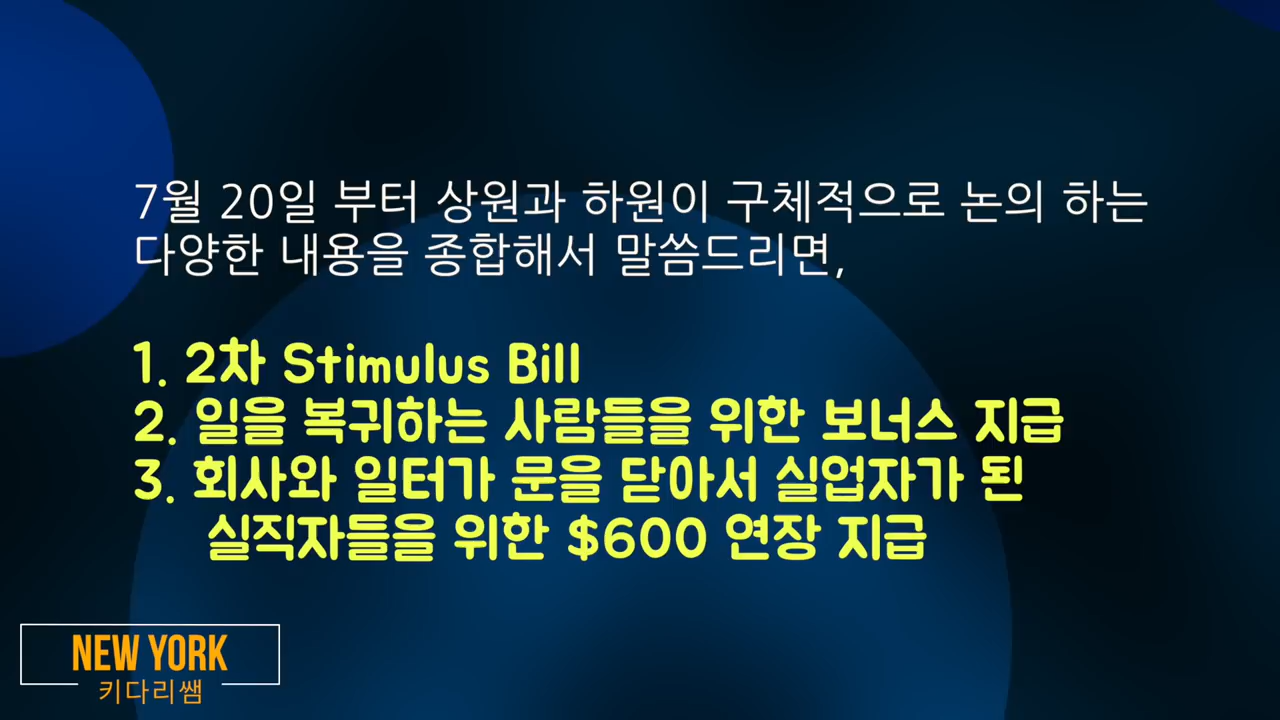 7월 20일 부터 상원과 하원이 구체적으로 논의 하는
다양한 내용을 종합해서 말씀드리면,
1. 2차 Stimulus Bill
2. 일을 복귀하는 사람들을 위한 보너스 지급
3. 회사와 일터가 문을 닫아서 실업자가 된
실직자들을 위한 $600 연장 지급
NEW YORK
키다리쌤